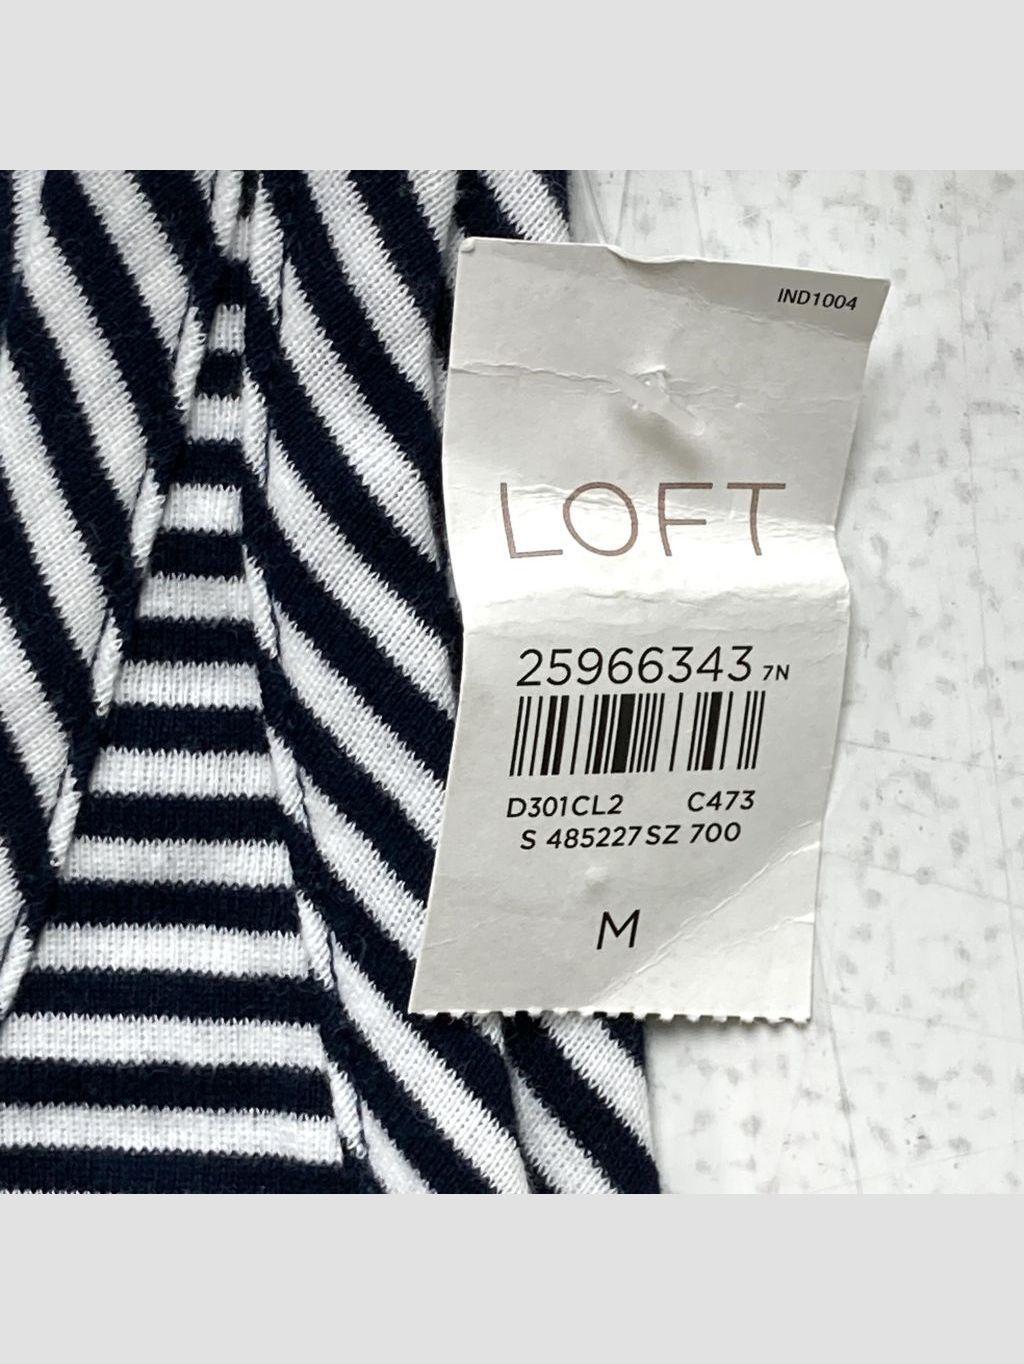 IND1004
LOFT
25966343 7N
D301CL2 C473
S 485227 SZ 700
M